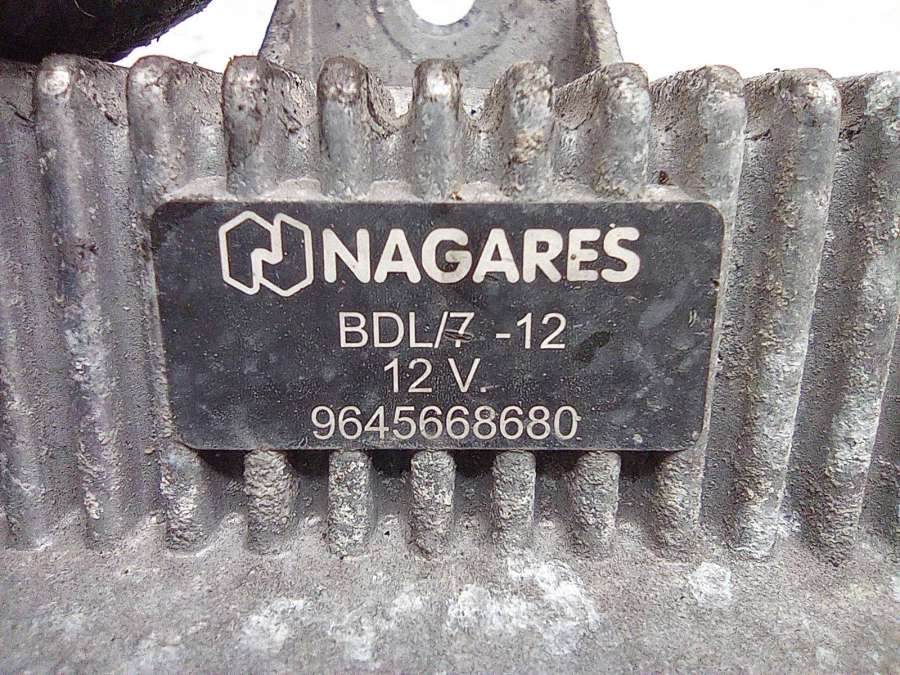 NAGARES
BDL/7 -12
12 V.
9645668680